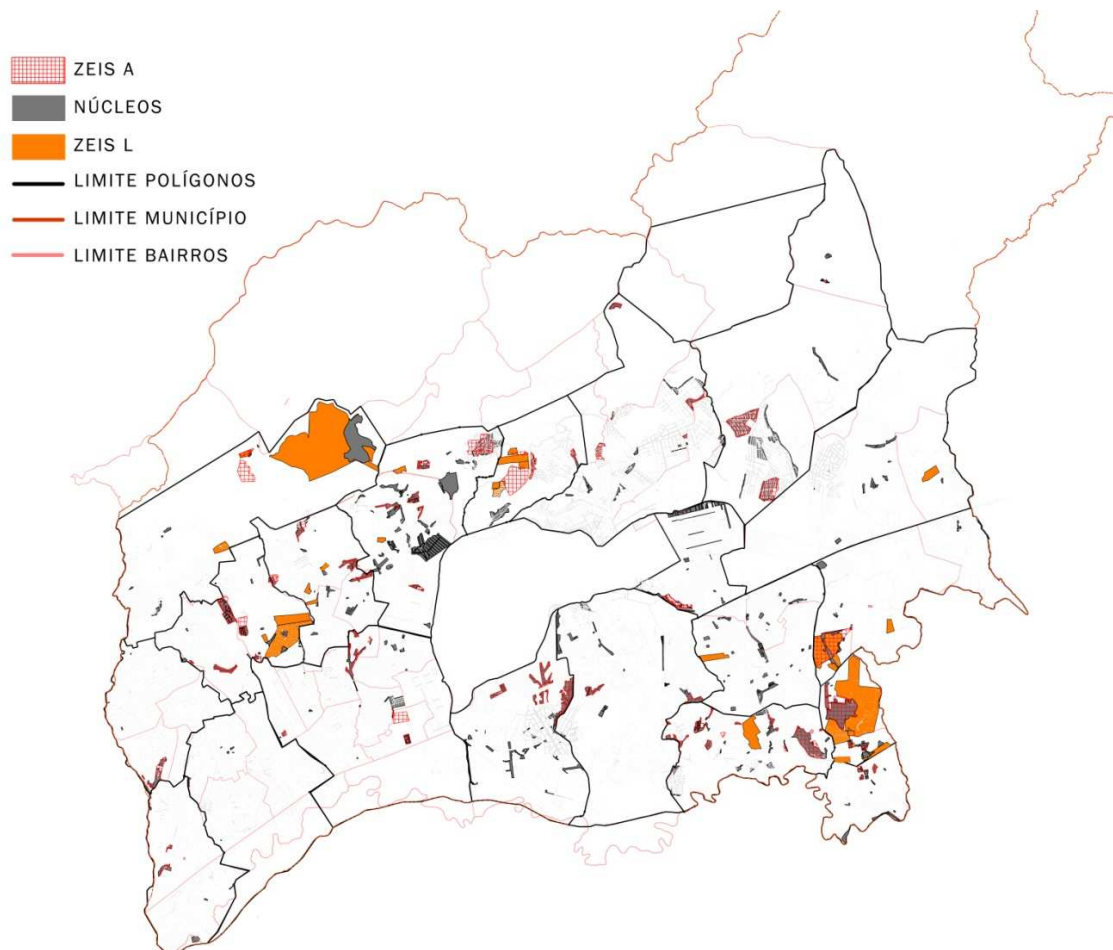 ZEIS A
NÚCLEOS
ZEIS L
LIMITE POLÍGONOS
LIMITE MUNICÍPIO
LIMITE BAIRROS